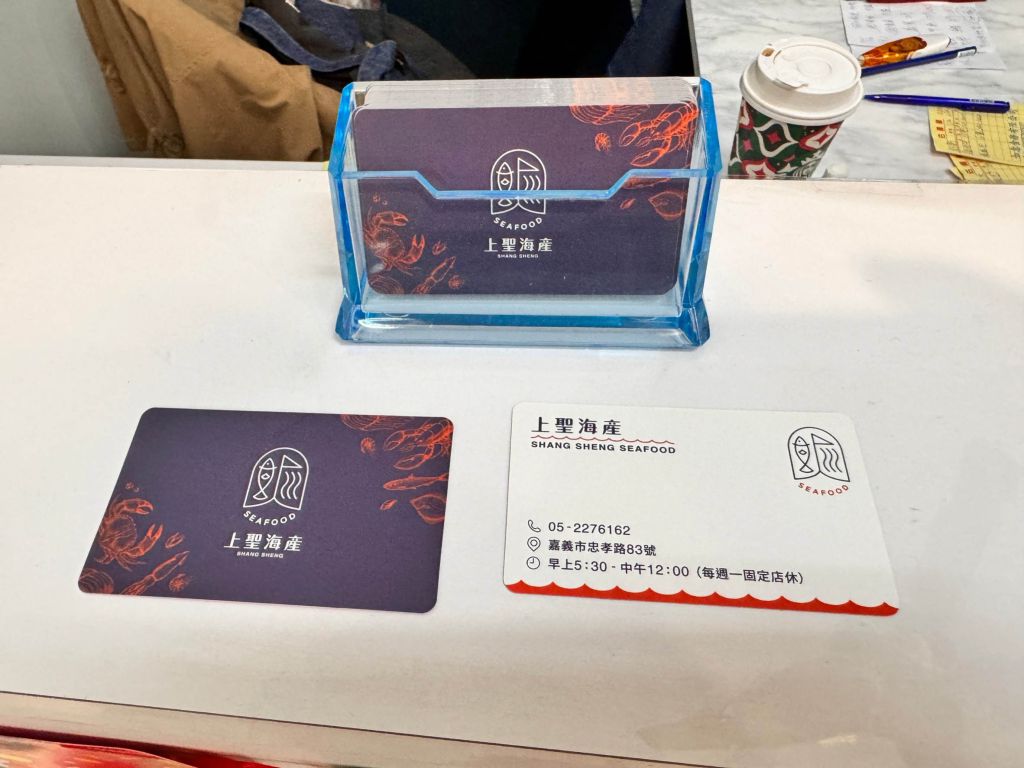 SEAFOOD
上聖海產
SHANG SHENG
SEAFOOD
上聖海產
SHANG SHENG
上聖海產
SHANG SHENG SEAFOOD
SEAFOOD
05-2276162
嘉義市忠孝路83號
早上5:30 - 中午12:00 (每週一固定店休)